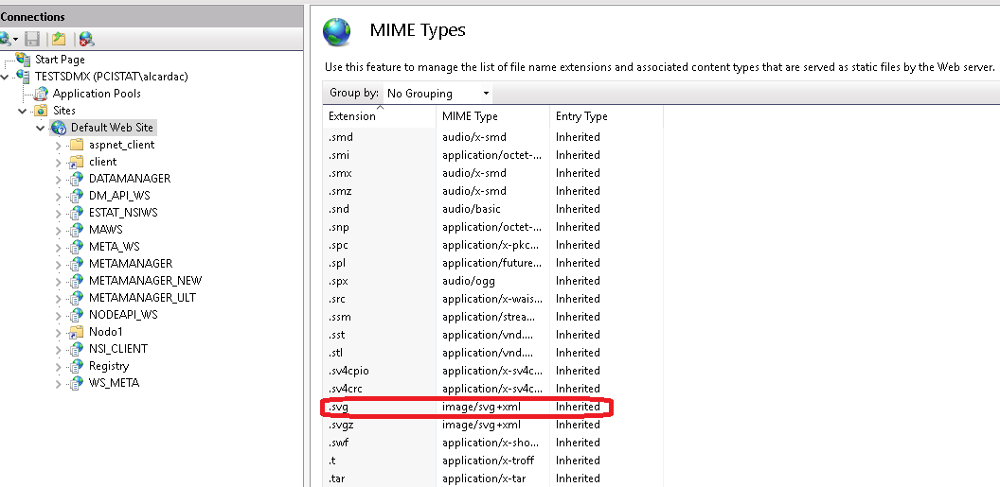 Connections
Start Page
TESTSDMX (PCISTAT\alcardac)
Application Pools
Sites
Default Web Site
aspnet_client
client
DATAMANAGER
DM_API_WS
ESTAT_NSIWS
MAWS
META_WS
METAMANAGER
METAMANAGER_NEW
METAMANAGER_ULT
NODEAPI_WS
Nodo1
NSI_CLIENT
Registry
WS_META
MIME Types
Use this feature to manage the list of file name extensions and associated content types that are served as static files by the Web server.
Group by: No Grouping
Extension MIME Type Entry Type
.smd audio/x-smd Inherited
.smi application/octet-... Inherited
.smx audio/x-smd Inherited
.smz audio/x-smd Inherited
.snd audio/basic Inherited
.snp application/octet-... Inherited
.spc application/x-pkc... Inherited
.spl application/future... Inherited
.spx audio/ogg Inherited
.src application/x-wais... Inherited
.ssm application/strea... Inherited
.sst application/vnd.... Inherited
.stl application/vnd.... Inherited
.sv4cpio application/x-sv4c... Inherited
.sv4crc application/x-sv4c... Inherited
.svg image/svg+xml Inherited
.svgz image/svg+xml Inherited
.swf application/x-sho... Inherited
.t application/x-troff Inherited
.tar application/x-tar Inherited